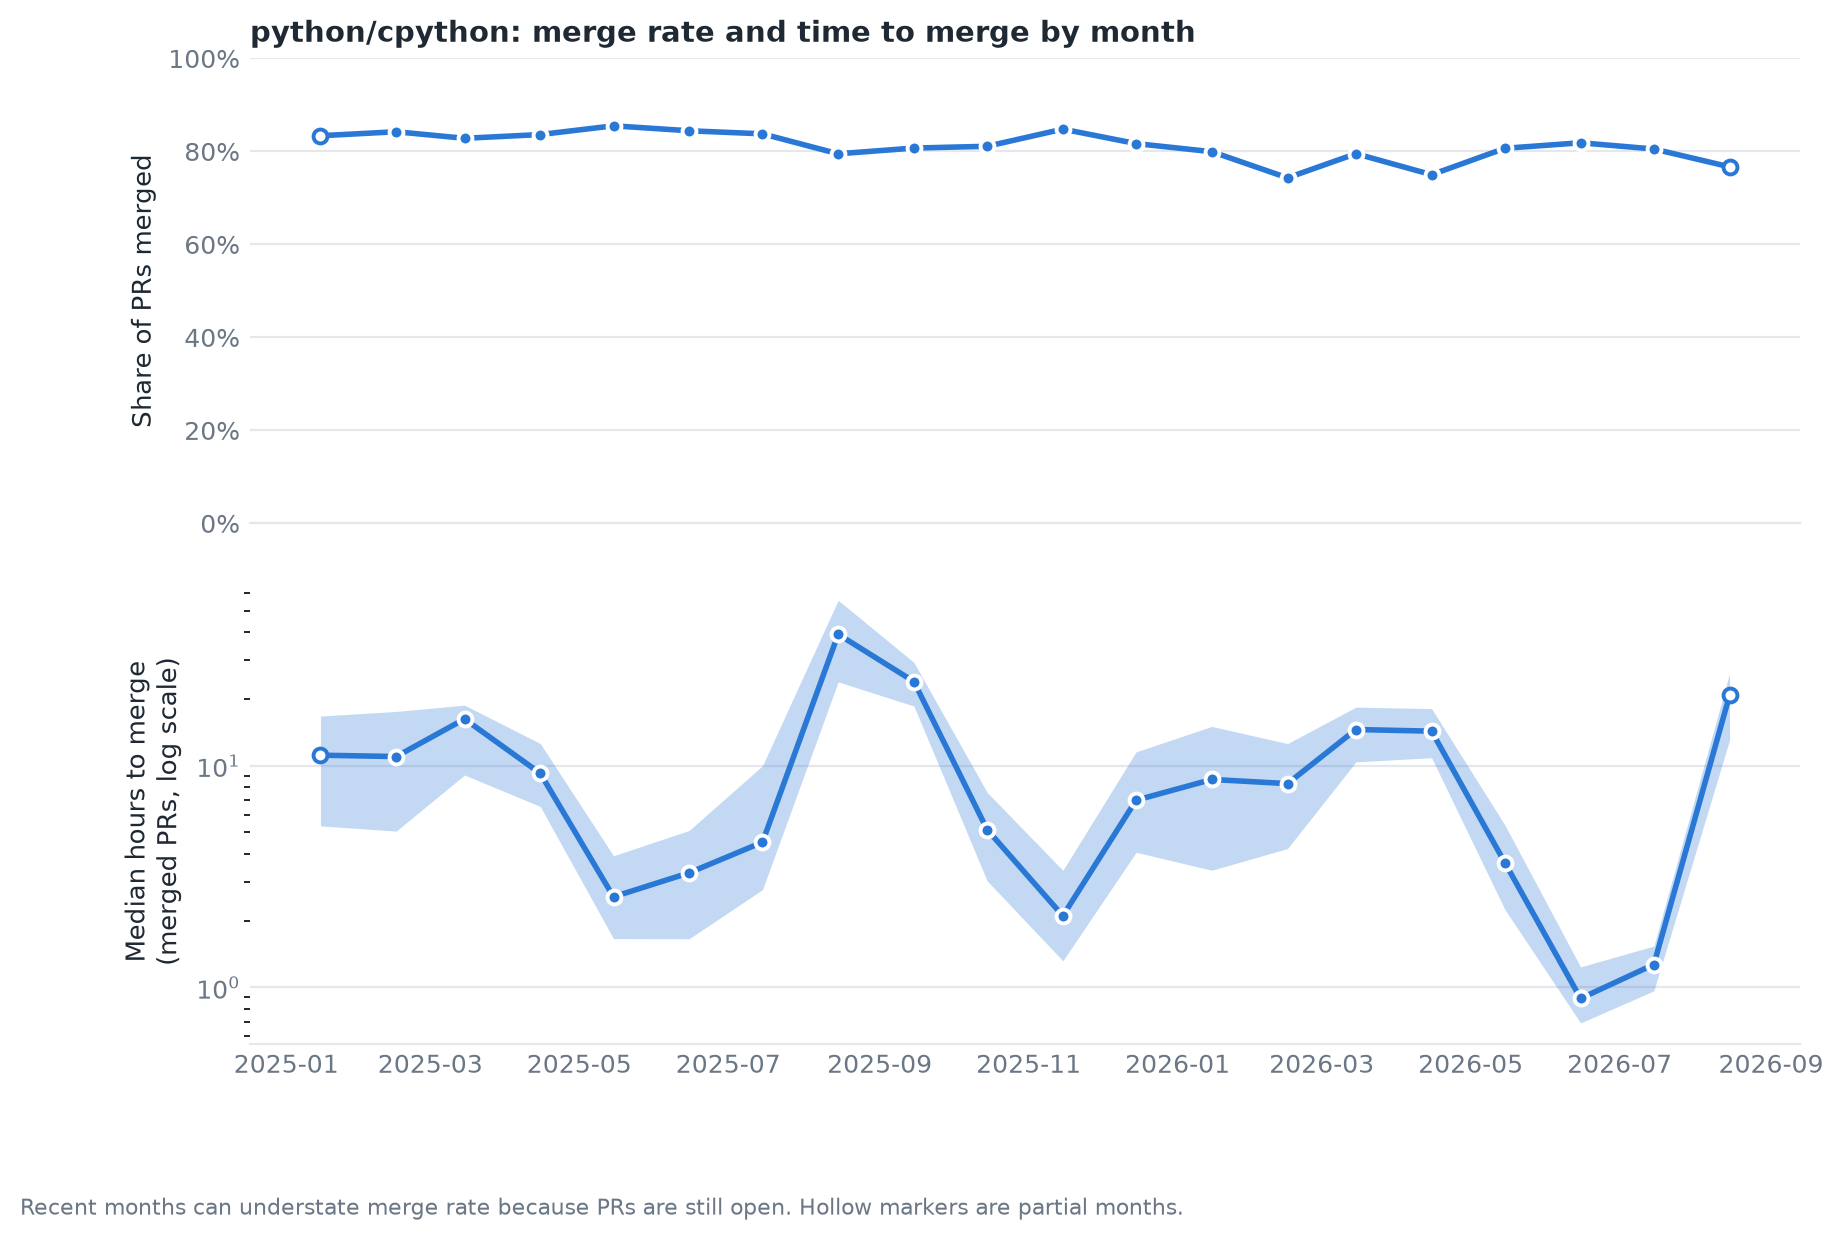 python/cpython: merge rate and time to merge by month
100%
80%
60%
40%
20%
0%
Share of PRs merged
10¹
10⁰
Median hours to merge
(merged PRs, log scale)
2025-01 2025-03 2025-05 2025-07 2025-09 2025-11 2026-01 2026-03 2026-05 2026-07 2026-09
Recent months can understate merge rate because PRs are still open. Hollow markers are partial months.